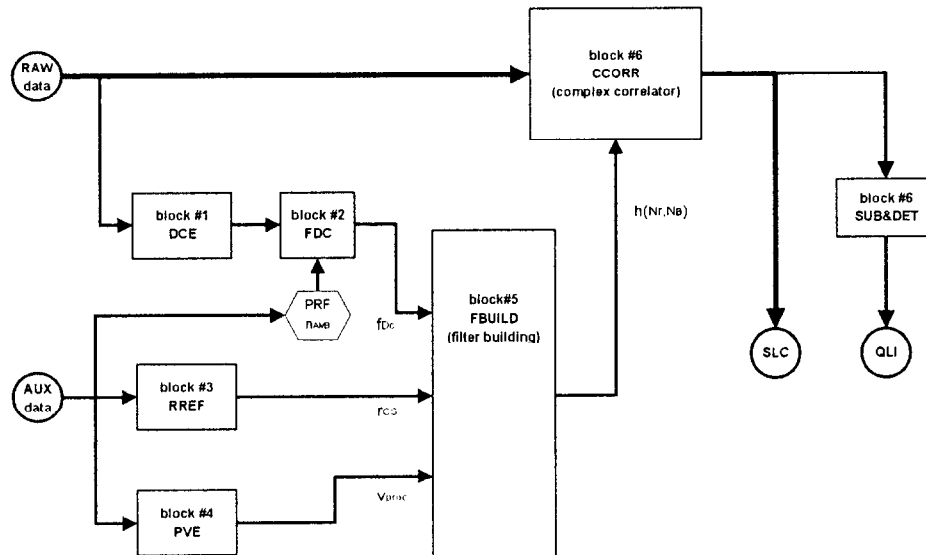 RAW
data
block #6
CCORR
(complex correlator)
block #1
DCE
block #2
FDC
h(Nr,NB)
block #6
SUB&DET
PRF
nAMB
fDc
block#5
FBUILD
(filter building)
SLC
QLI
AUX
data
block #3
RREF
block #4
PVE
vproc